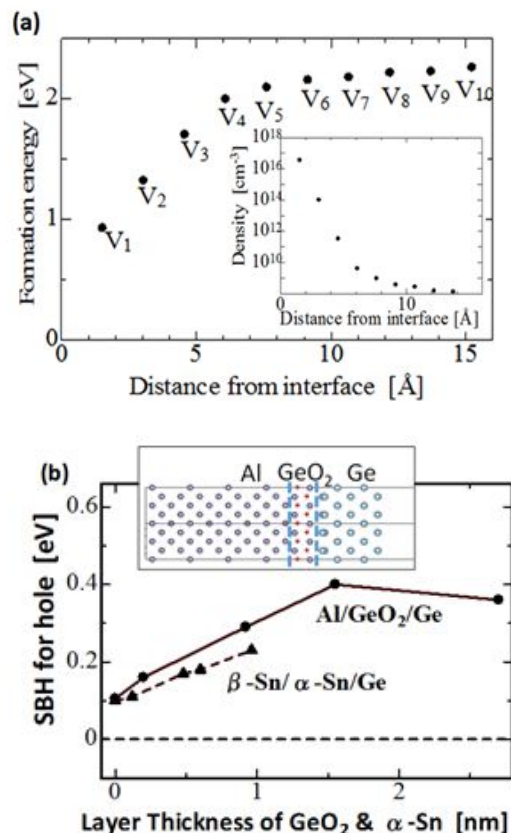 (a)
Formation energy [eV]
2
1
0
V1
V2
V3
V4
V5
V6
V7
V8
V9
V10
Density [cm-3]
10^18
10^16
10^14
10^12
10^10
5 10
Distance from interface [Å]
0 5 10 15
Distance from interface [Å]
(b)
Al GeO2 Ge
SBH for hole [eV]
0.6
0.4
0.2
0
Al/GeO2/Ge
β-Sn/ α-Sn/Ge
0 1 2
Layer Thickness of GeO2 & α-Sn [nm]